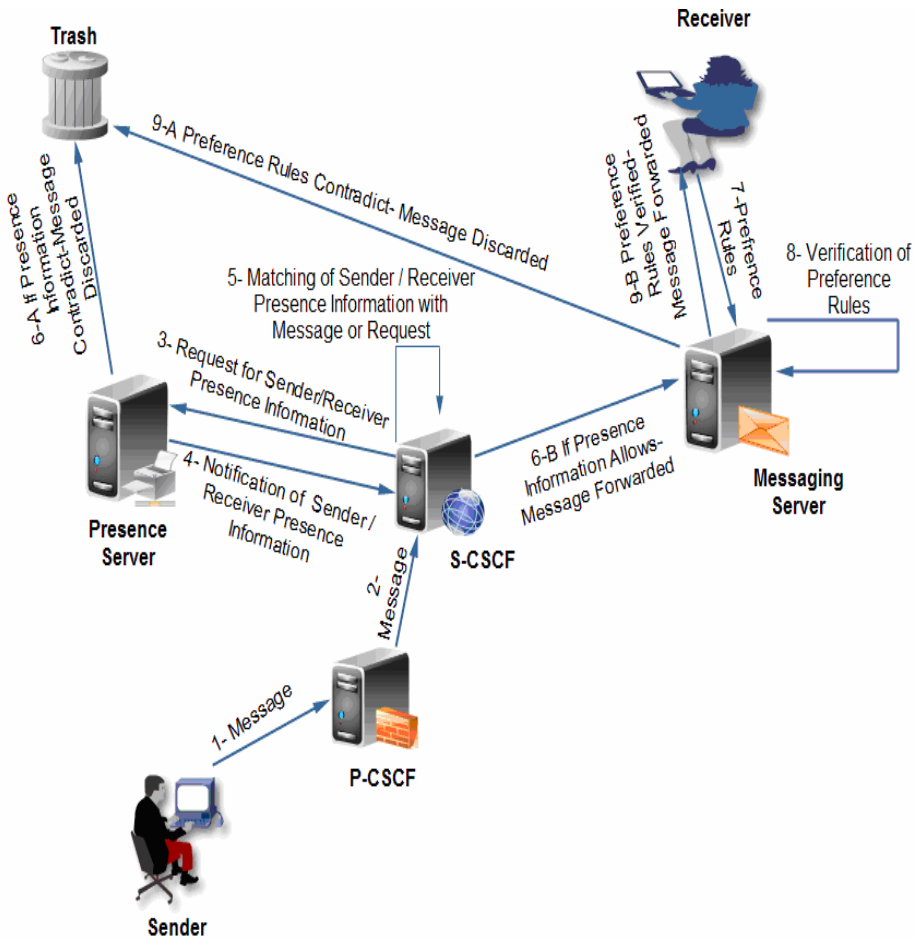 Receiver
Trash
9-A Preference Rules Contradict- Message Discarded
6-A If Presence
Information
Contradict-Message
Discarded
9-B Preference
Rules Verified-
Message Forwarded
7-Prefrence
Rules
8- Verification of
Preference
Rules
5- Matching of Sender / Receiver
Presence Information with
Message or Request
3- Request for Sender/Receiver
Presence Information
4- Notification of Sender /
Receiver Presence
Information
6-B If Presence
Information Allows-
Message Forwarded
Presence
Server
S-CSCF
Messaging
Server
2-
Message
1- Message
P-CSCF
Sender